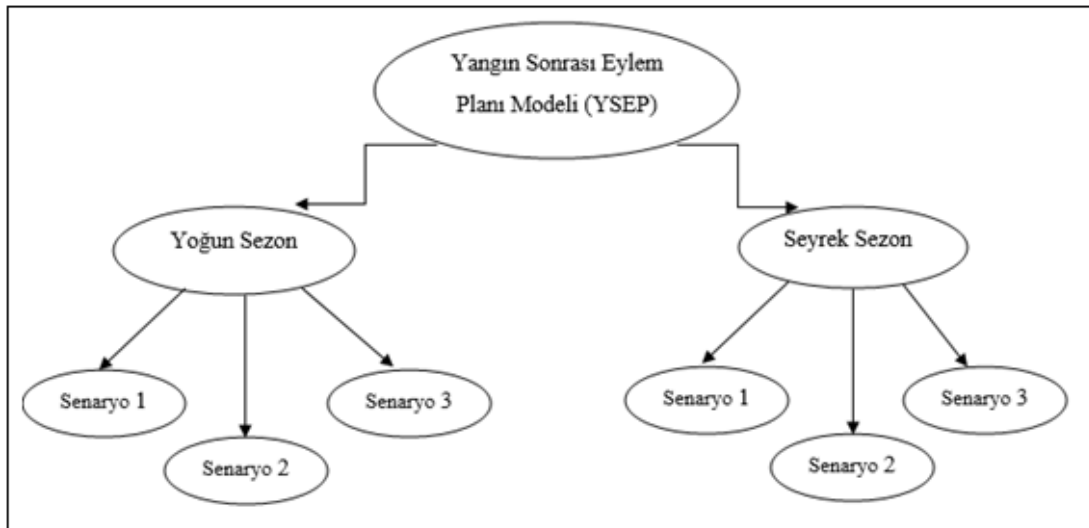 Yangın Sonrası Eylem
Planı Modeli (YSEP)
Yoğun Sezon
Seyrek Sezon
Senaryo 1
Senaryo 3
Senaryo 2
Senaryo 1
Senaryo 3
Senaryo 2